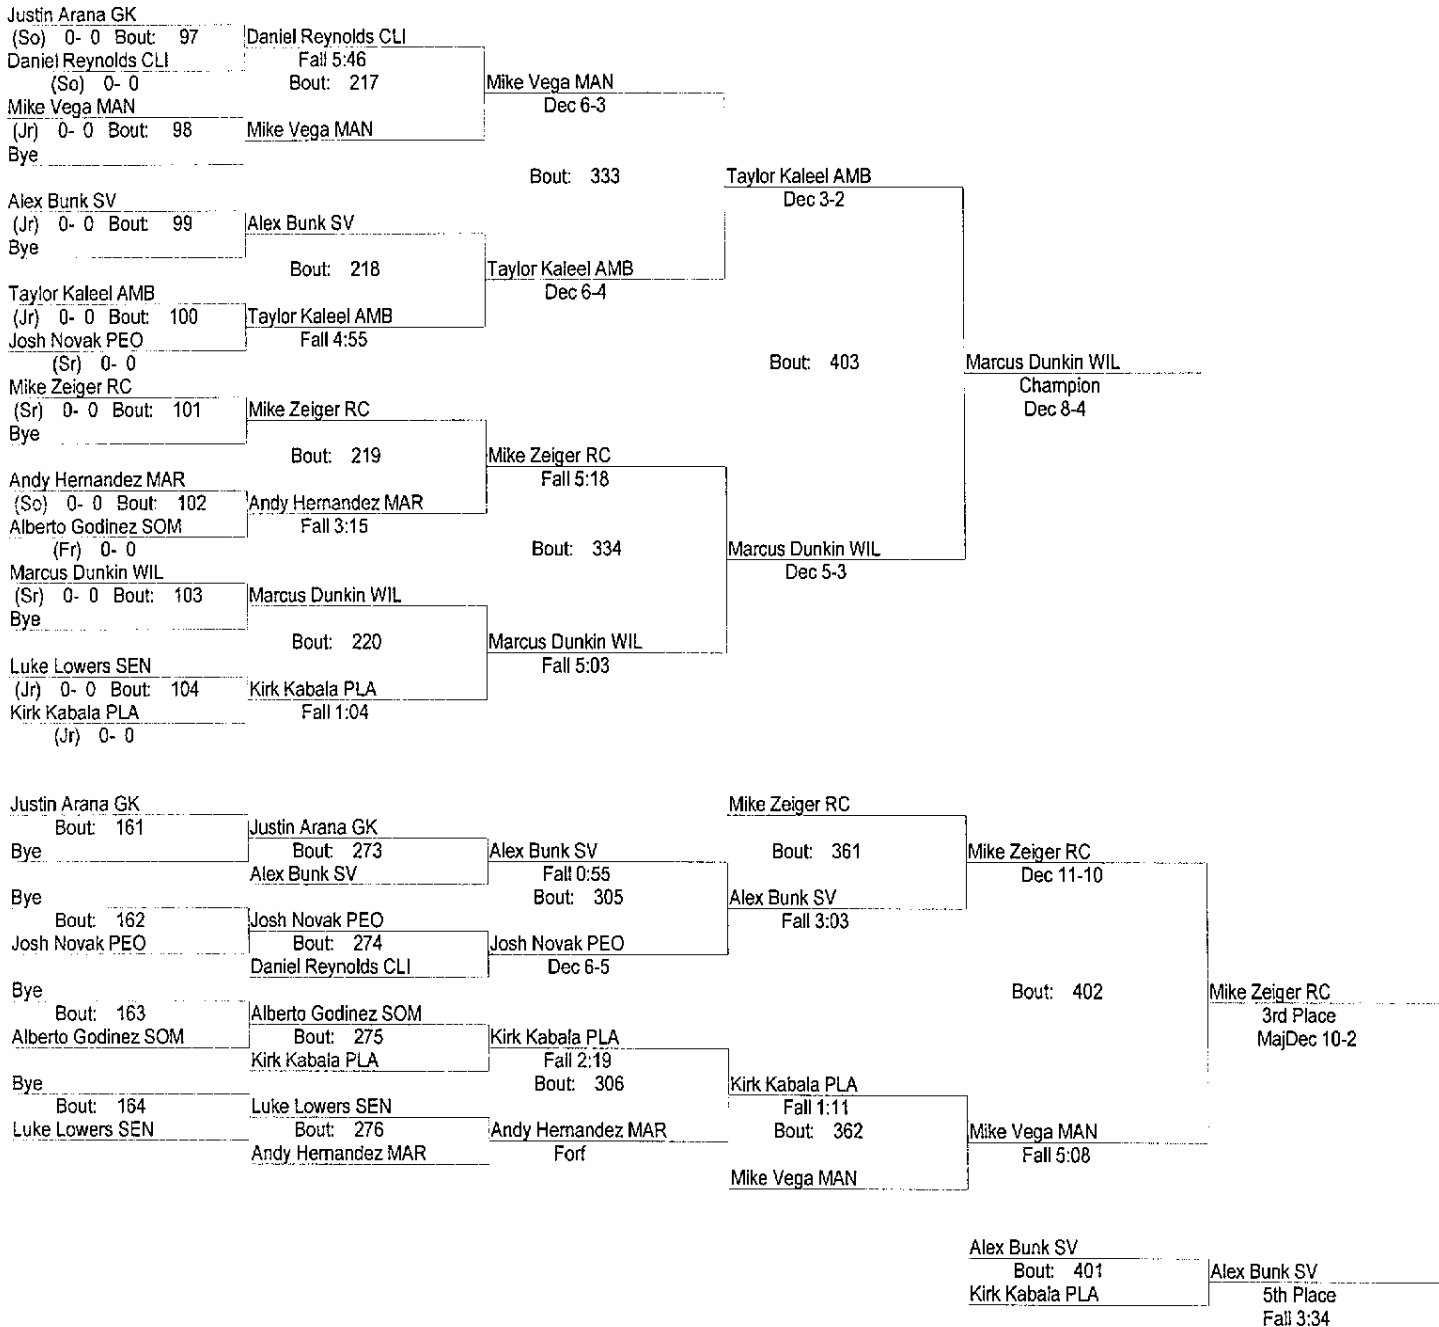 Justin Arana GK
(So) 0- 0 Bout: 97
Daniel Reynolds CLI
(So) 0- 0
Mike Vega MAN
(Jr) 0- 0 Bout: 98
Bye
Alex Bunk SV
(Jr) 0- 0 Bout: 99
Bye
Taylor Kaleel AMB
(Jr) 0- 0 Bout: 100
Josh Novak PEO
(Sr) 0- 0
Mike Zeiger RC
(Sr) 0- 0 Bout: 101
Bye
Andy Hernandez MAR
(So) 0- 0 Bout: 102
Alberto Godinez SOM
(Fr) 0- 0
Marcus Dunkin WIL
(Sr) 0- 0 Bout: 103
Bye
Luke Lowers SEN
(Jr) 0- 0 Bout: 104
Kirk Kabala PLA
(Jr) 0- 0
Daniel Reynolds CLI
Fall 5:46
Bout: 217
Mike Vega MAN
Alex Bunk SV
Bout: 218
Taylor Kaleel AMB
Fall 4:55
Mike Zeiger RC
Bout: 219
Andy Hernandez MAR
Fall 3:15
Marcus Dunkin WIL
Bout: 220
Kirk Kabala PLA
Fall 1:04
Mike Vega MAN
Dec 6-3
Bout: 333
Taylor Kaleel AMB
Dec 6-4
Mike Zeiger RC
Fall 5:18
Bout: 334
Marcus Dunkin WIL
Fall 5:03
Taylor Kaleel AMB
Dec 3-2
Bout: 403
Marcus Dunkin WIL
Dec 5-3
Marcus Dunkin WIL
Champion
Dec 8-4
Justin Arana GK
Bout: 161
Bye
Bye
Bout: 162
Josh Novak PEO
Bye
Bout: 163
Alberto Godinez SOM
Bye
Bout: 164
Luke Lowers SEN
Justin Arana GK
Bout: 273
Alex Bunk SV
Josh Novak PEO
Bout: 274
Daniel Reynolds CLI
Alberto Godinez SOM
Bout: 275
Kirk Kabala PLA
Luke Lowers SEN
Bout: 276
Andy Hernandez MAR
Alex Bunk SV
Fall 0:55
Bout: 305
Josh Novak PEO
Dec 6-5
Kirk Kabala PLA
Fall 2:19
Bout: 306
Andy Hernandez MAR
Forf
Mike Zeiger RC
Bout: 361
Alex Bunk SV
Fall 3:03
Kirk Kabala PLA
Fall 1:11
Bout: 362
Mike Vega MAN
Mike Zeiger RC
Dec 11-10
Bout: 402
Mike Vega MAN
Fall 5:08
Mike Zeiger RC
3rd Place
MajDec 10-2
Alex Bunk SV
Bout: 401
Kirk Kabala PLA
Alex Bunk SV
5th Place
Fall 3:34